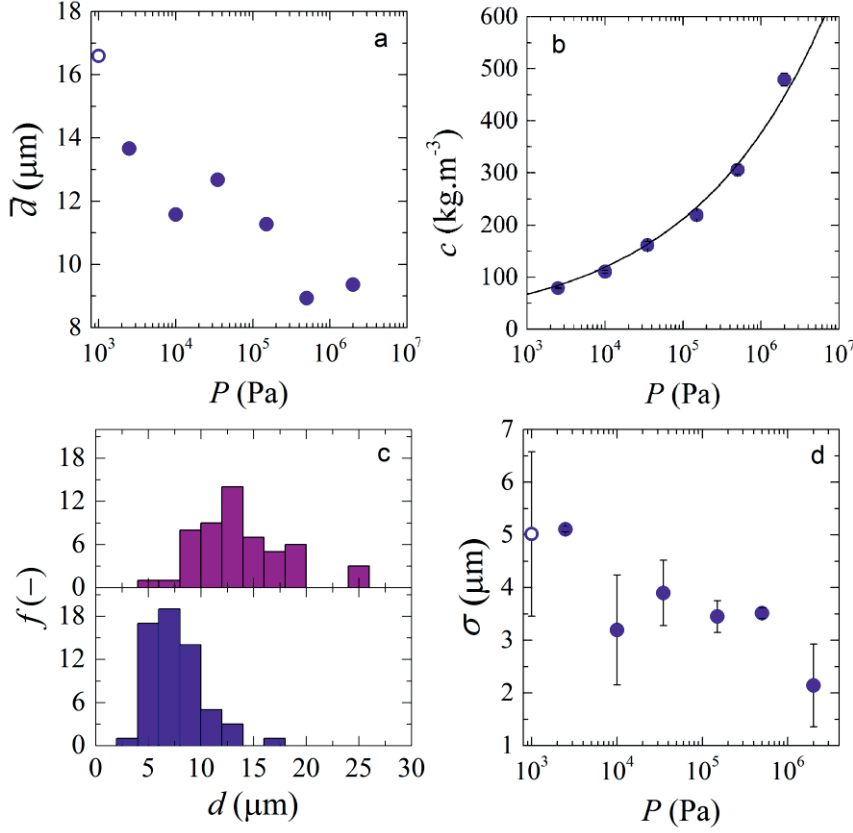 a
18
16
14
12
10
8
d̅ (μm)
10³ 10⁴ 10⁵ 10⁶ 10⁷
P (Pa)
b
600
500
400
300
200
100
0
c (kg.m⁻³)
10³ 10⁴ 10⁵ 10⁶ 10⁷
P (Pa)
c
18
12
6
0
18
12
6
0
f (−)
0 5 10 15 20 25 30
d (μm)
d
7
6
5
4
3
2
1
σ (μm)
10³ 10⁴ 10⁵ 10⁶
P (Pa)